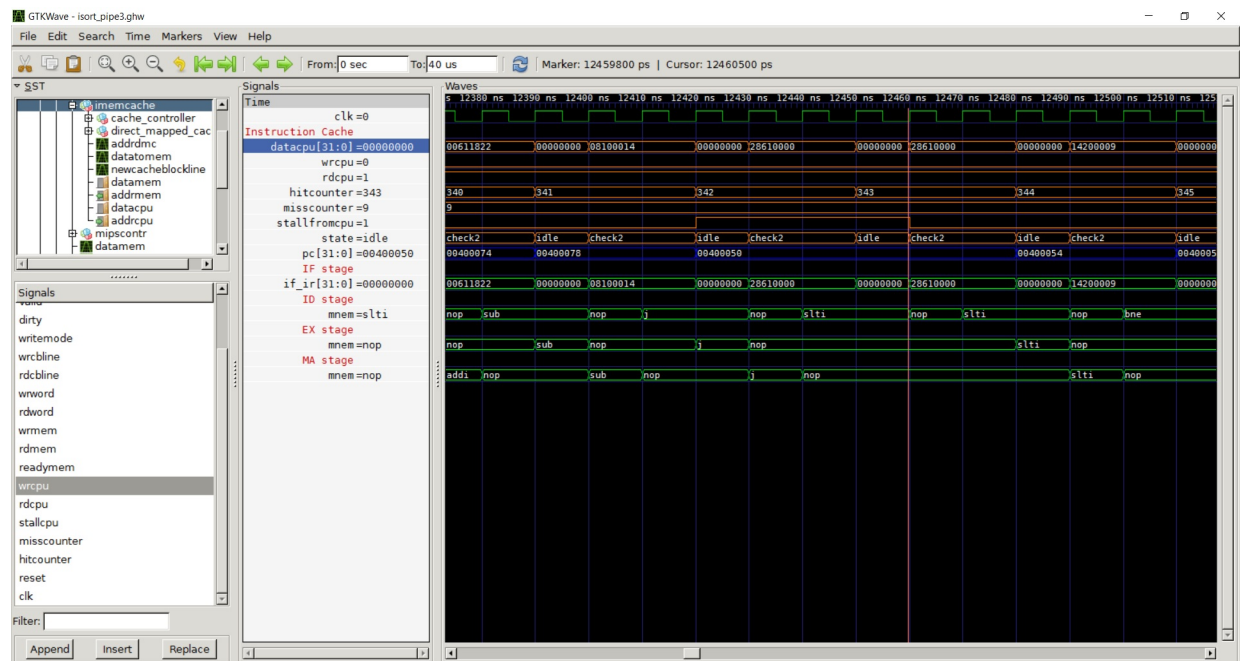 GTKWave - isort_pipe3.ghw
File Edit Search Time Markers View Help
From: 0 sec To: 40 us Marker: 12459800 ps | Cursor: 12460500 ps
SST
imemcache
cache_controller
direct_mapped_cac
addrdmc
datatomem
newcacheblockline
datamem
addrmem
datacpu
addrcpu
mipscontr
datamem
Signals
dirty
writemode
wrcbline
rdcbline
wrword
rdword
wrmem
rdmem
readymem
wrcpu
rdcpu
stallcpu
misscounter
hitcounter
reset
clk
Filter:
Append Insert Replace
Signals
Time
clk=0
Instruction Cache
datacpu[31:0]=00000000
wrcpu=0
rdcpu=1
hitcounter=343
misscounter=9
stallfromcpu=1
state=idle
pc[31:0]=00400050
IF stage
if_ir[31:0]=00000000
ID stage
mnem=slti
EX stage
mnem=nop
MA stage
mnem=nop
Waves
s 12380 ns 12390 ns 12400 ns 12410 ns 12420 ns 12430 ns 12440 ns 12450 ns 12460 ns 12470 ns 12480 ns 12490 ns 12500 ns 12510 ns 125
00611822 00000000 08100014 00000000 28610000 00000000 28610000 00000000 14200009 0000000
340 341 342 343 344 345
9
check2 idle check2 idle check2 idle check2 idle check2 idle
00400074 00400078 00400050 00400054 0040005
00611822 00000000 08100014 00000000 28610000 00000000 28610000 00000000 14200009 0000000
nop sub nop j nop slti nop slti nop bne
nop sub nop j nop slti nop
addi nop sub nop j nop slti nop